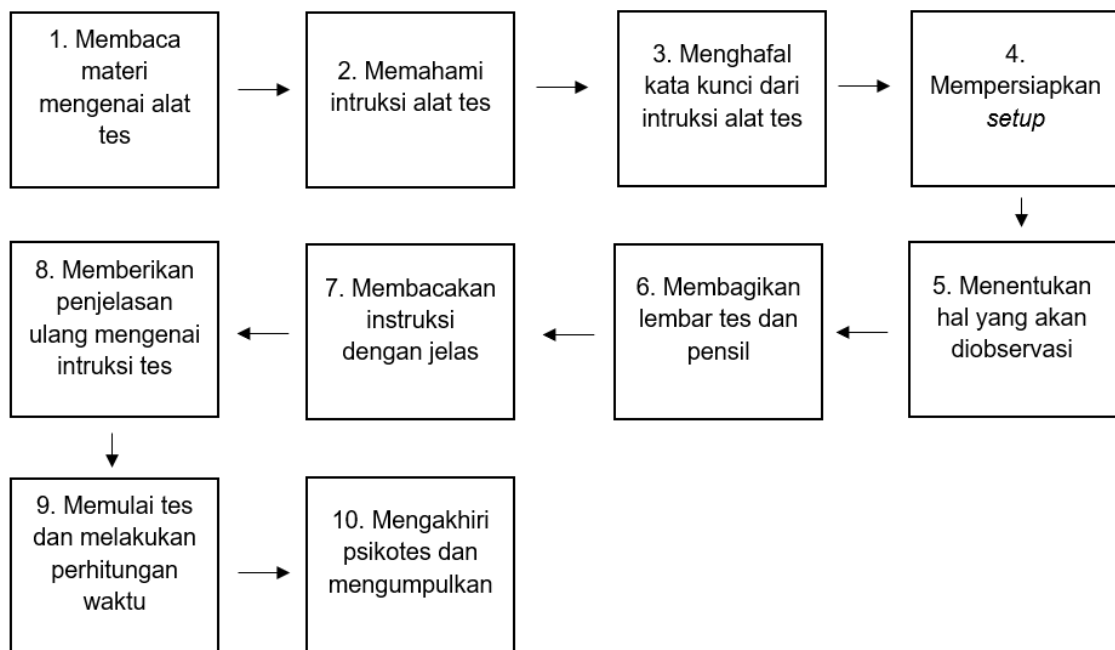 1. Membaca
materi
mengenai alat
tes
2. Memahami
intruksi alat tes
3. Menghafal
kata kunci dari
intruksi alat tes
4.
Mempersiapkan
setup
5. Menentukan
hal yang akan
diobservasi
6. Membagikan
lembar tes dan
pensil
7. Membacakan
instruksi
dengan jelas
8. Memberikan
penjelasan
ulang mengenai
intruksi tes
9. Memulai tes
dan melakukan
perhitungan
waktu
10. Mengakhiri
psikotes dan
mengumpulkan